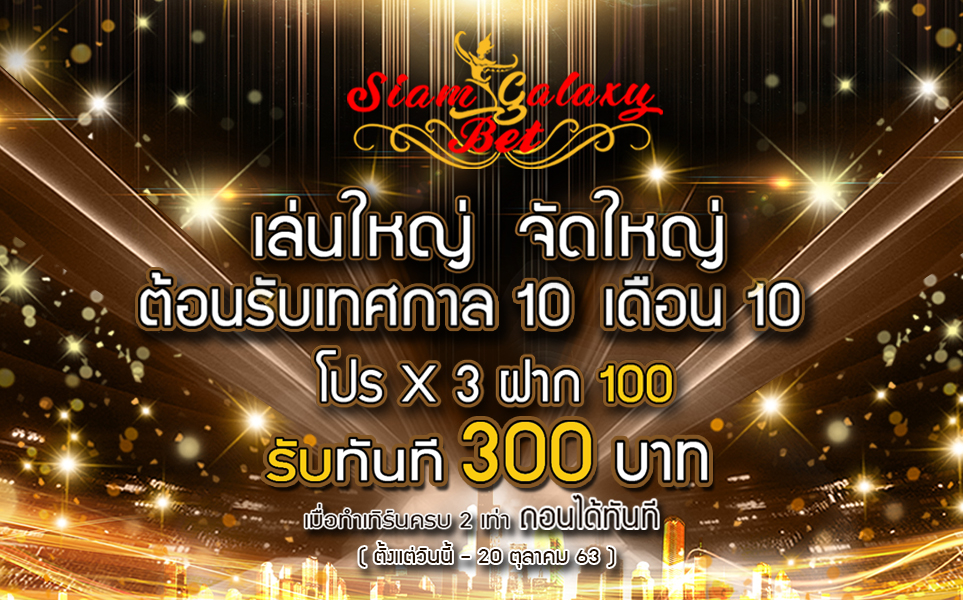 Siam Galaxy
Bet
เล่นใหญ่ จัดใหญ่
ต้อนรับเทศกาล 10 เดือน 10
โปร X 3 ฝาก 100
รับทันที 300 บาท
เมื่อทำเทิร์นครบ 2 เท่า ถอนได้ทันที
( ตั้งแต่วันนี้ - 20 ตุลาคม 63 )